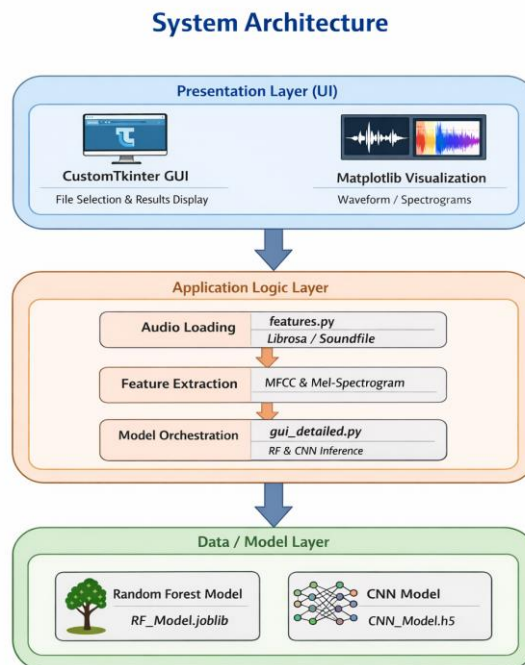 System Architecture
Presentation Layer (UI)
CustomTkinter GUI
File Selection & Results Display
Matplotlib Visualization
Waveform / Spectrograms
Application Logic Layer
Audio Loading
features.py
Librosa / Soundfile
Feature Extraction
MFCC & Mel-Spectrogram
Model Orchestration
gui_detailed.py
RF & CNN Inference
Data / Model Layer
Random Forest Model
RF_Model.joblib
CNN Model
CNN_Model.h5